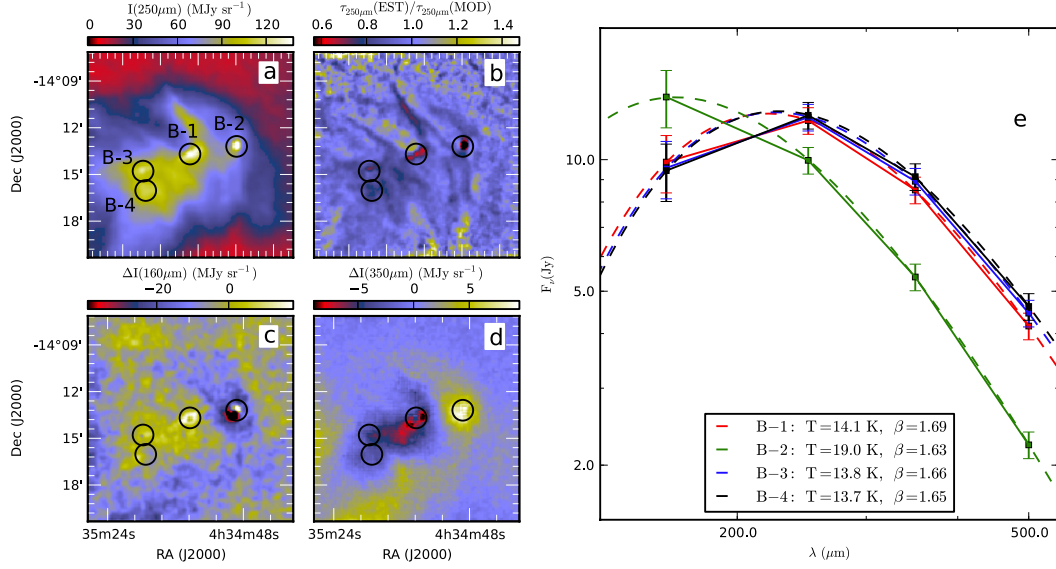 I(250μm) (MJy sr⁻¹)
0 60 120
τ₂₅₀μm(EST)/τ₂₅₀μm(MOD)
0.6 0.8 1.0 1.2 1.4
a
b
B-1
B-2
B-3
B-4
-14°09'
12'
15'
18'
Dec (J2000)
ΔI(160μm) (MJy sr⁻¹)
−20 0
ΔI(350μm) (MJy sr⁻¹)
−5 0 5
c
d
-14°09'
12'
15'
18'
Dec (J2000)
35m24s 4h34m48s
RA (J2000)
35m24s 4h34m48s
RA (J2000)
e
10.0
5.0
2.0
F_ν(Jy)
B−1: T=14.1 K, β=1.69
B−2: T=19.0 K, β=1.63
B−3: T=13.8 K, β=1.66
B−4: T=13.7 K, β=1.65
200.0 500.0
λ (μm)